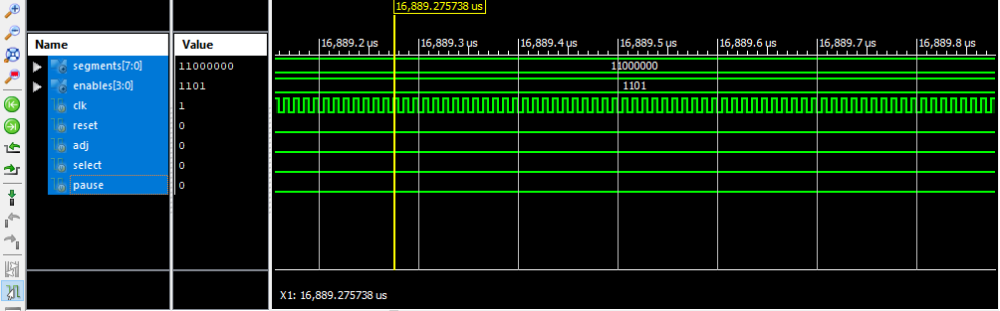 16,889.275738 us
Name Value
16,889.2 us 16,889.3 us 16,889.4 us 16,889.5 us 16,889.6 us 16,889.7 us 16,889.8 us
segments[7:0] 11000000 11000000
enables[3:0] 1101 1101
clk 1
reset 0
adj 0
select 0
pause 0
X1: 16,889.275738 us